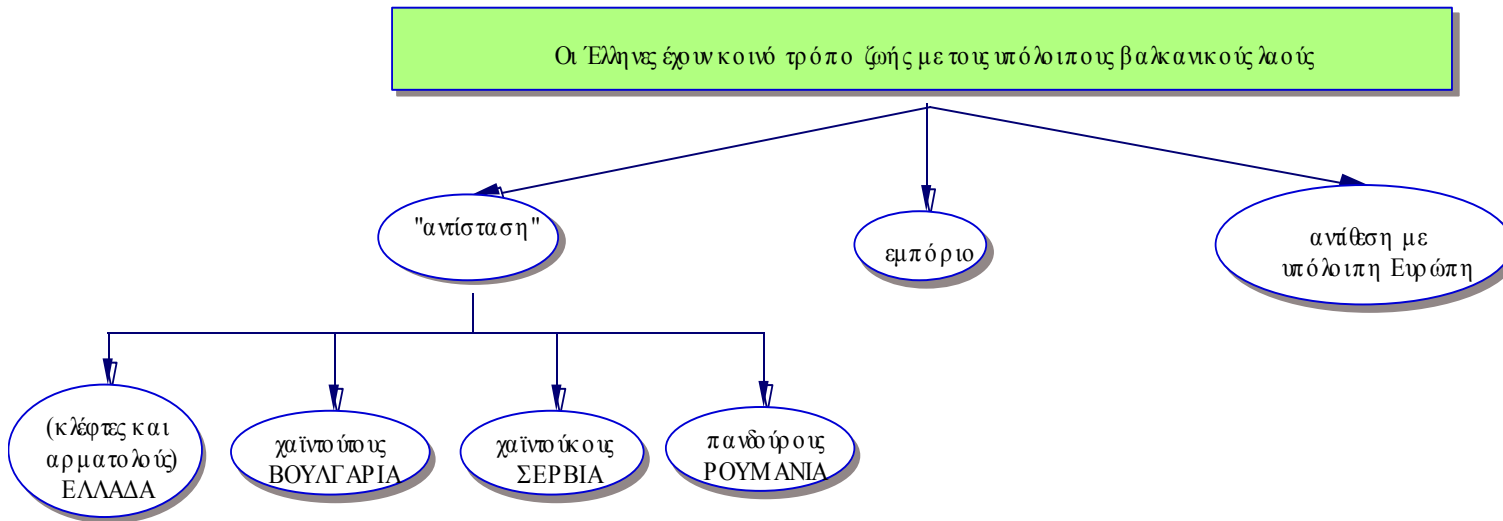 Οι Έλληνες έχουν κοινό τρόπο ζωής με τους υπόλοιπους βαλκανικούς λαούς
"αντίσταση"
εμπόριο
αντίθεση με
υπόλοιπη Ευρώπη
(κλέφτες και
αρματολούς)
ΕΛΛΑΔΑ
χαϊντούτους
ΒΟΥΛΓΑΡΙΑ
χαϊντούκους
ΣΕΡΒΙΑ
πανδούρους
ΡΟΥΜΑΝΙΑ